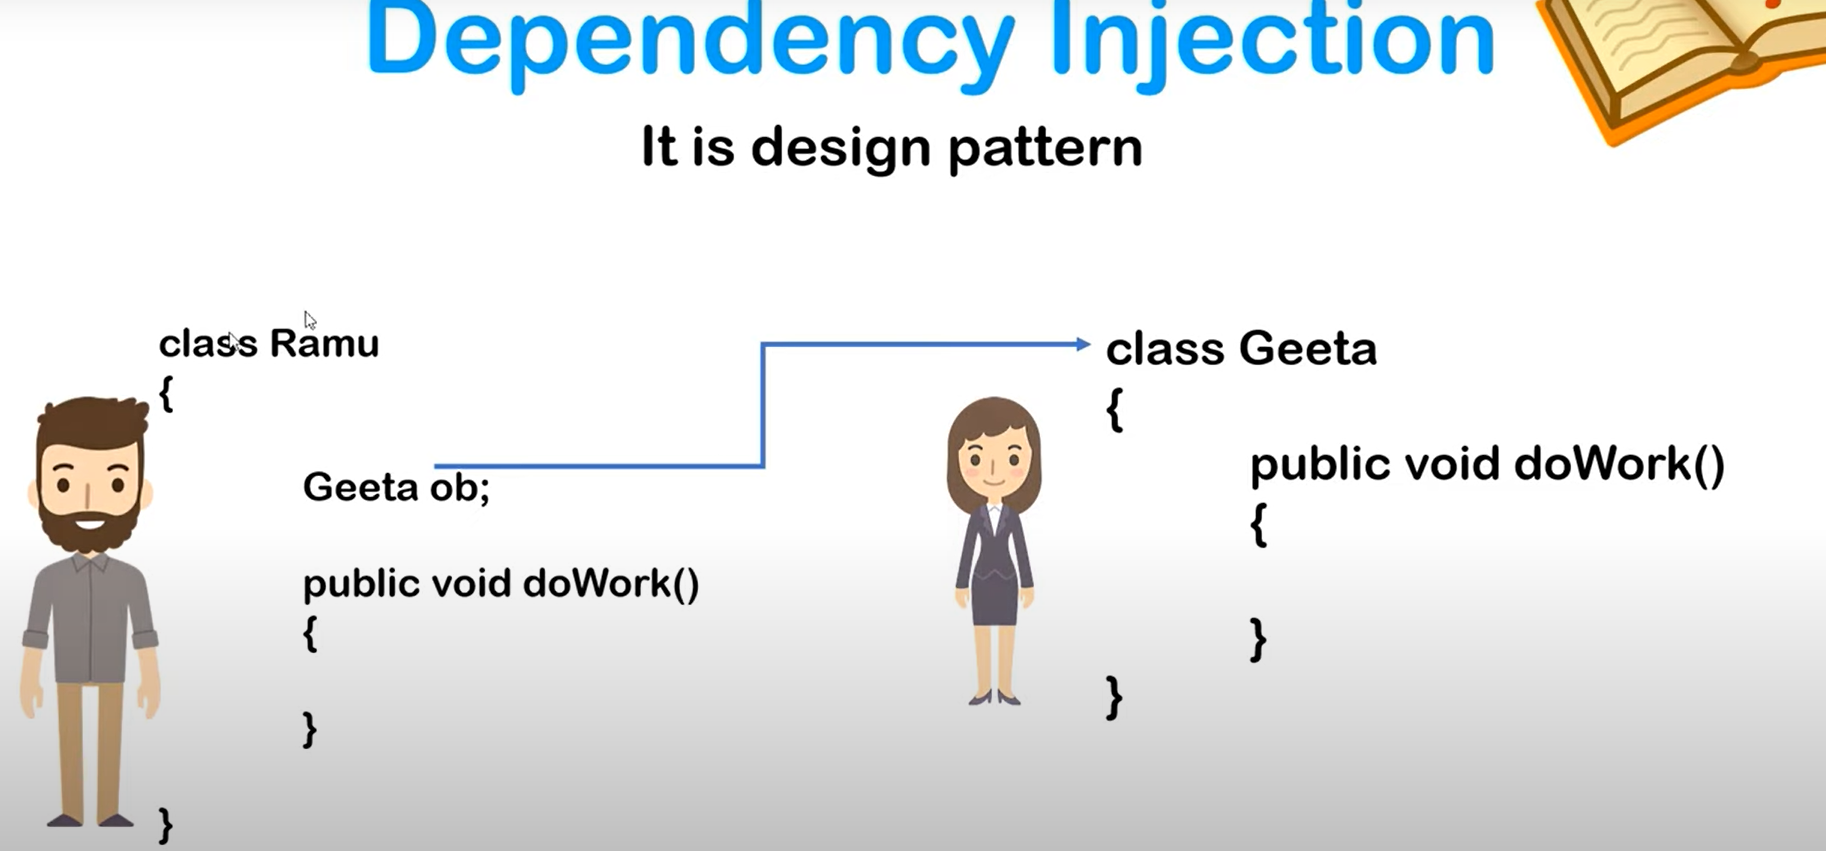 Dependency Injection
It is design pattern
class Ramu
{
Geeta ob;
public void doWork()
{
}
}
class Geeta
{
public void doWork()
{
}
}